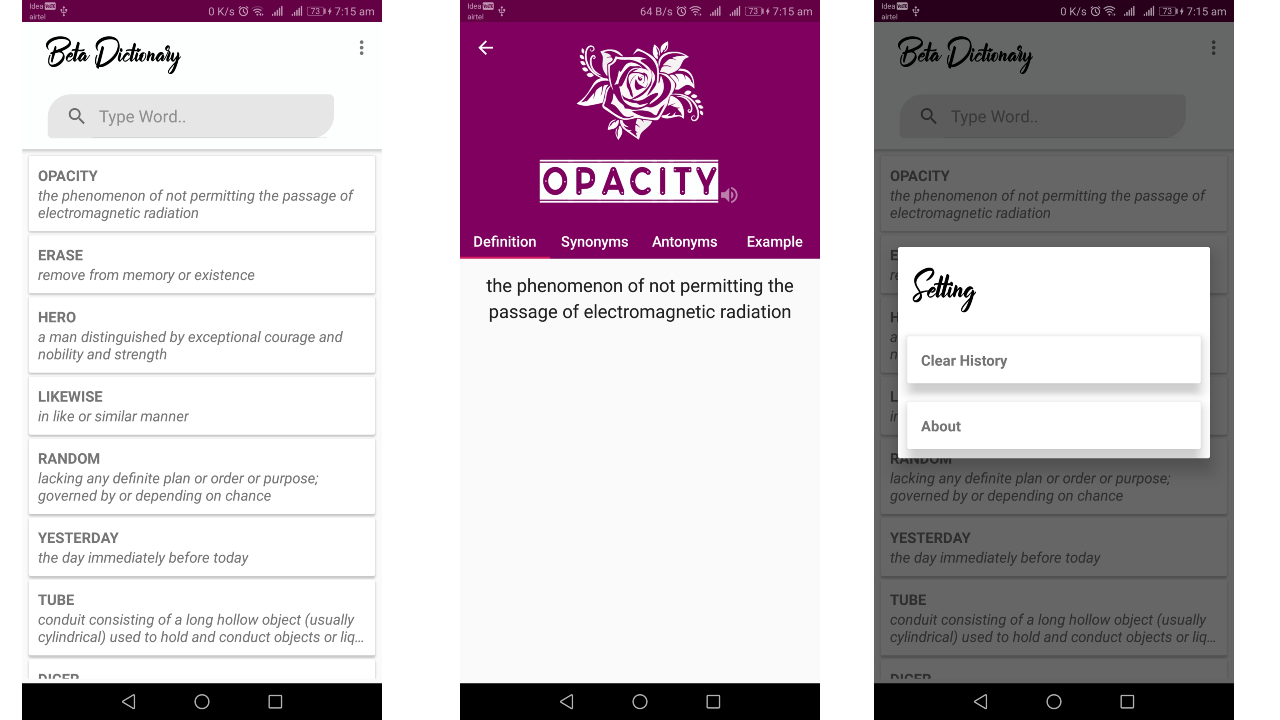 Idea VoLTE 0 K/s 73 7:15 am
airtel
Beta Dictionary
Type Word..
OPACITY
the phenomenon of not permitting the passage of
electromagnetic radiation
ERASE
remove from memory or existence
HERO
a man distinguished by exceptional courage and
nobility and strength
LIKEWISE
in like or similar manner
RANDOM
lacking any definite plan or order or purpose;
governed by or depending on chance
YESTERDAY
the day immediately before today
TUBE
conduit consisting of a long hollow object (usually
cylindrical) used to hold and conduct objects or liq...
Idea VoLTE 64 B/s 73 7:15 am
airtel
OPACITY
Definition Synonyms Antonyms Example
the phenomenon of not permitting the
passage of electromagnetic radiation
Idea VoLTE 0 K/s 73 7:15 am
airtel
Beta Dictionary
Type Word..
OPACITY
the phenomenon of not permitting the passage of
electromagnetic radiation
Setting
Clear History
About
RANDOM
lacking any definite plan or order or purpose;
governed by or depending on chance
YESTERDAY
the day immediately before today
TUBE
conduit consisting of a long hollow object (usually
cylindrical) used to hold and conduct objects or liq...